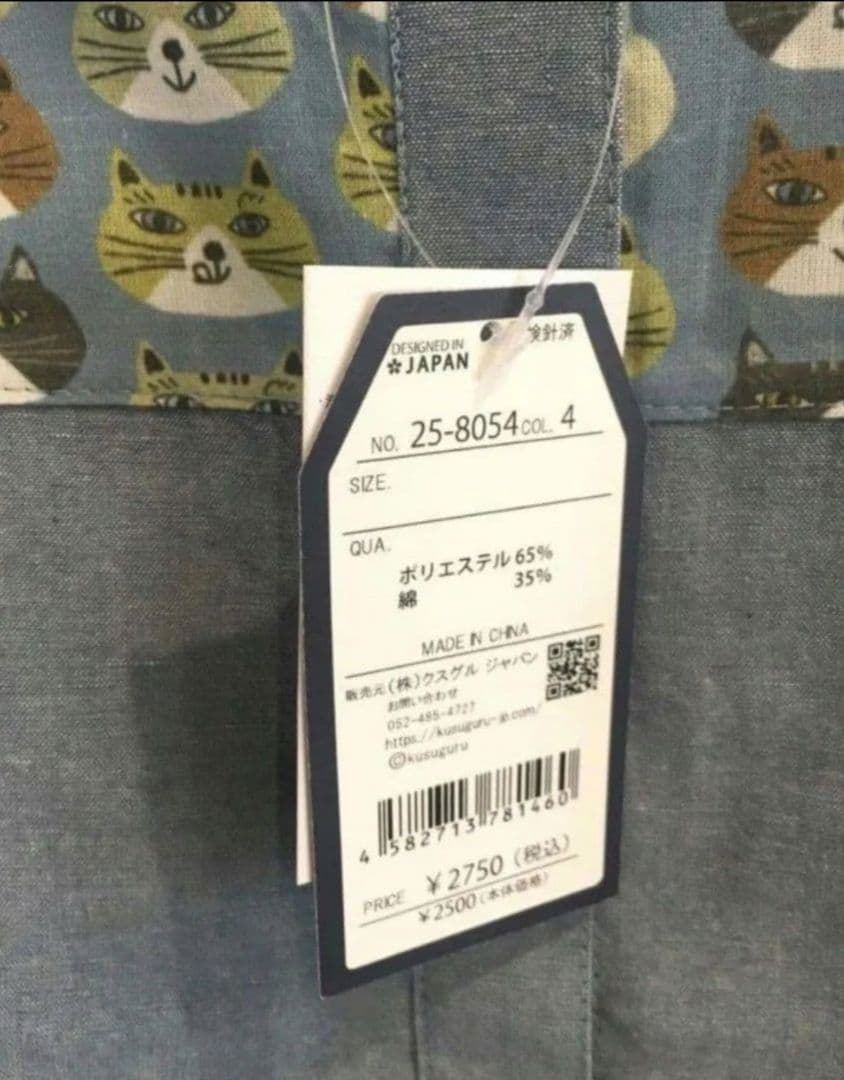 DESIGNED IN
JAPAN
検針済
NO. 25-8054 COL. 4
SIZE.
QUA.
ポリエステル 65%
綿 35%
MADE IN CHINA
販売元 (株)クスグル ジャパン
お問い合わせ
052-485-4727
https://kusuguru-jp.com/
©kusuguru
4 582713 781460
PRICE ¥2750(税込)
¥2500(本体価格)